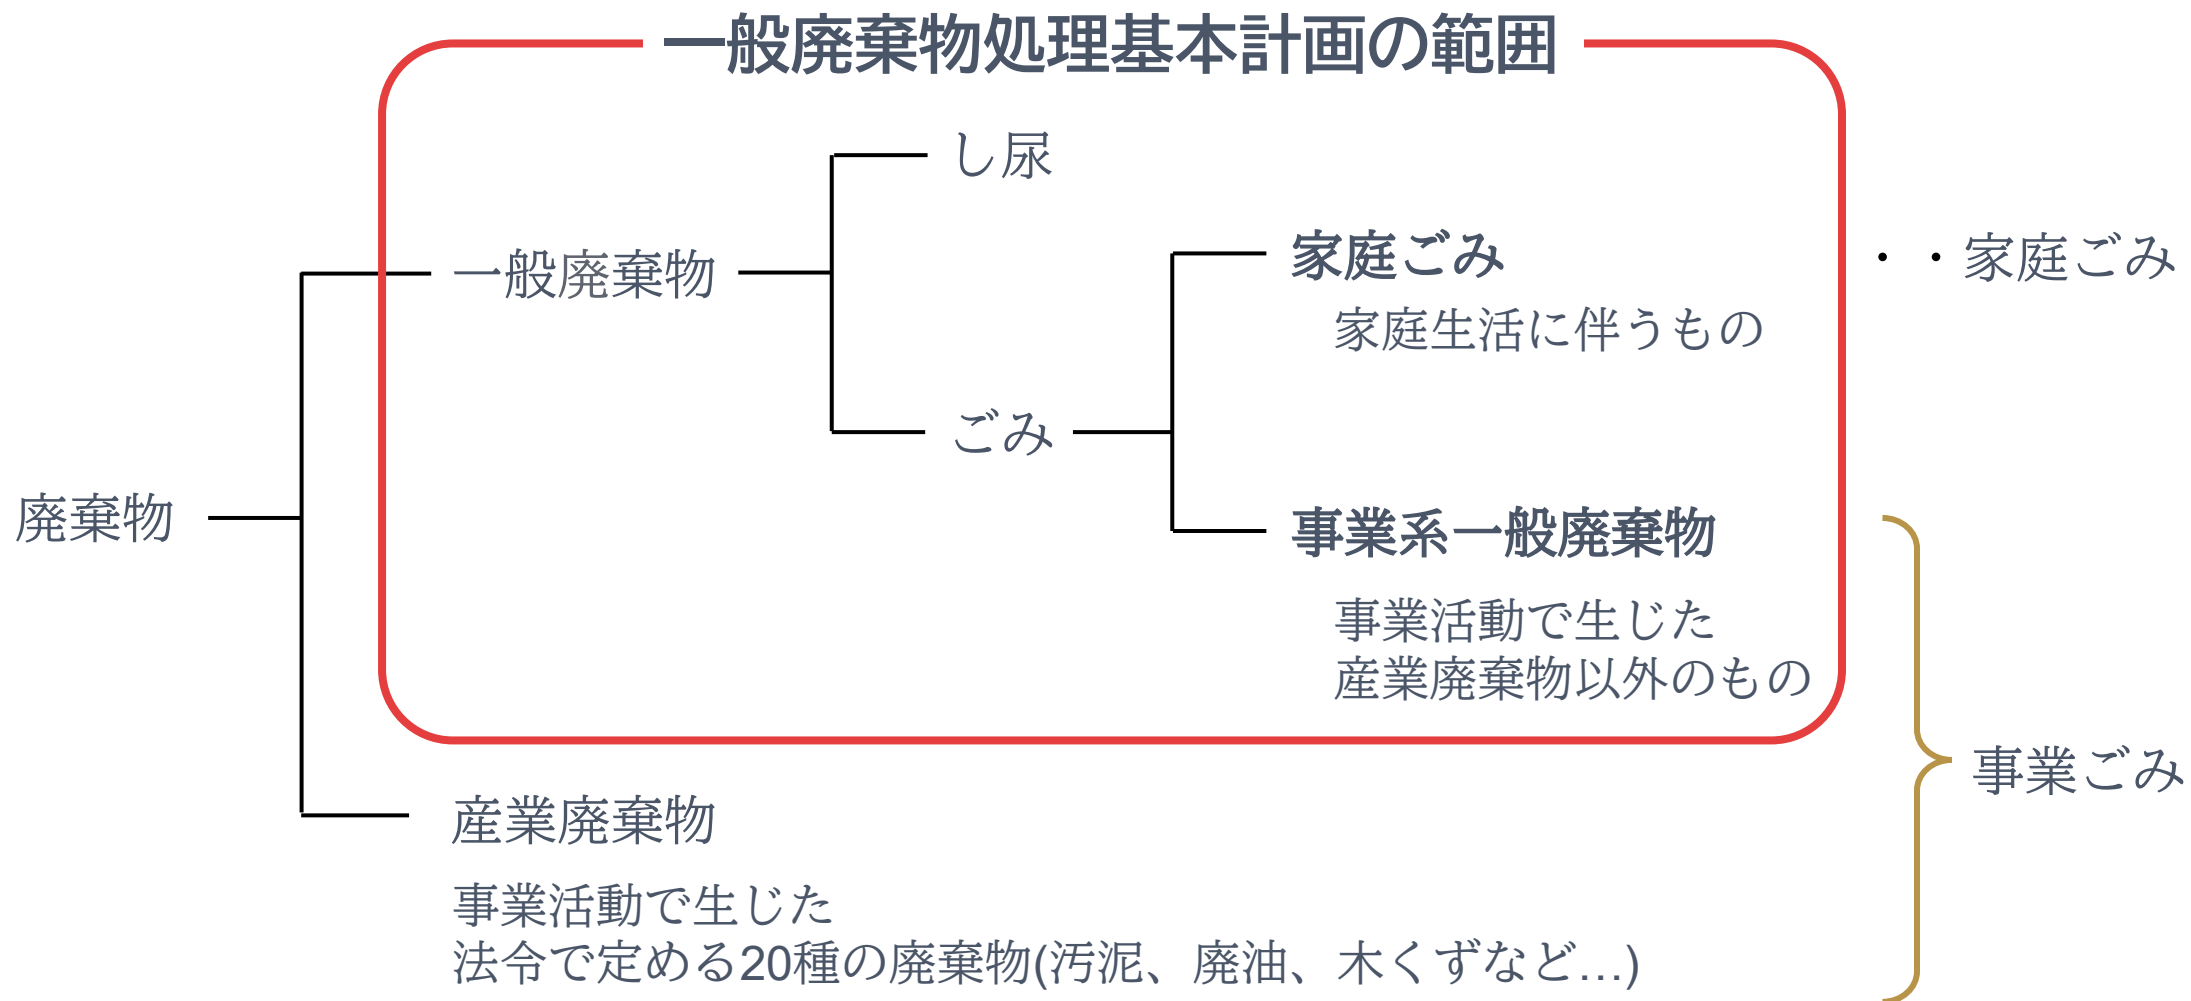 一般廃棄物処理基本計画の範囲
し尿
家庭ごみ
・・家庭ごみ
一般廃棄物
家庭生活に伴うもの
ごみ
廃棄物
事業系一般廃棄物
事業活動で生じた
産業廃棄物以外のもの
事業ごみ
産業廃棄物
事業活動で生じた
法令で定める20種の廃棄物(汚泥、廃油、木くずなど…)